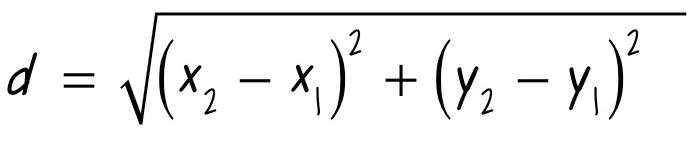 d = √(x₂ − x₁)² + (y₂ − y₁)²